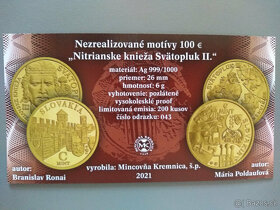 Nezrealizované motívy 100 €
„Nitrianske knieža Svätopluk II.“
materiál: Ag 999/1000
priemer: 26 mm
hmotnosť: 6 g
vyhotovenie: pozlátené
vysokolesklé proof
limitovaná emisia: 200 kusov
číslo odrazku: 043
SLOVAKIA
C
MINT
MK
autor:
Branislav Ronai
vyrobila: Mincovňa Kremnica, š.p.
2021
autor:
Mária Poldaufová